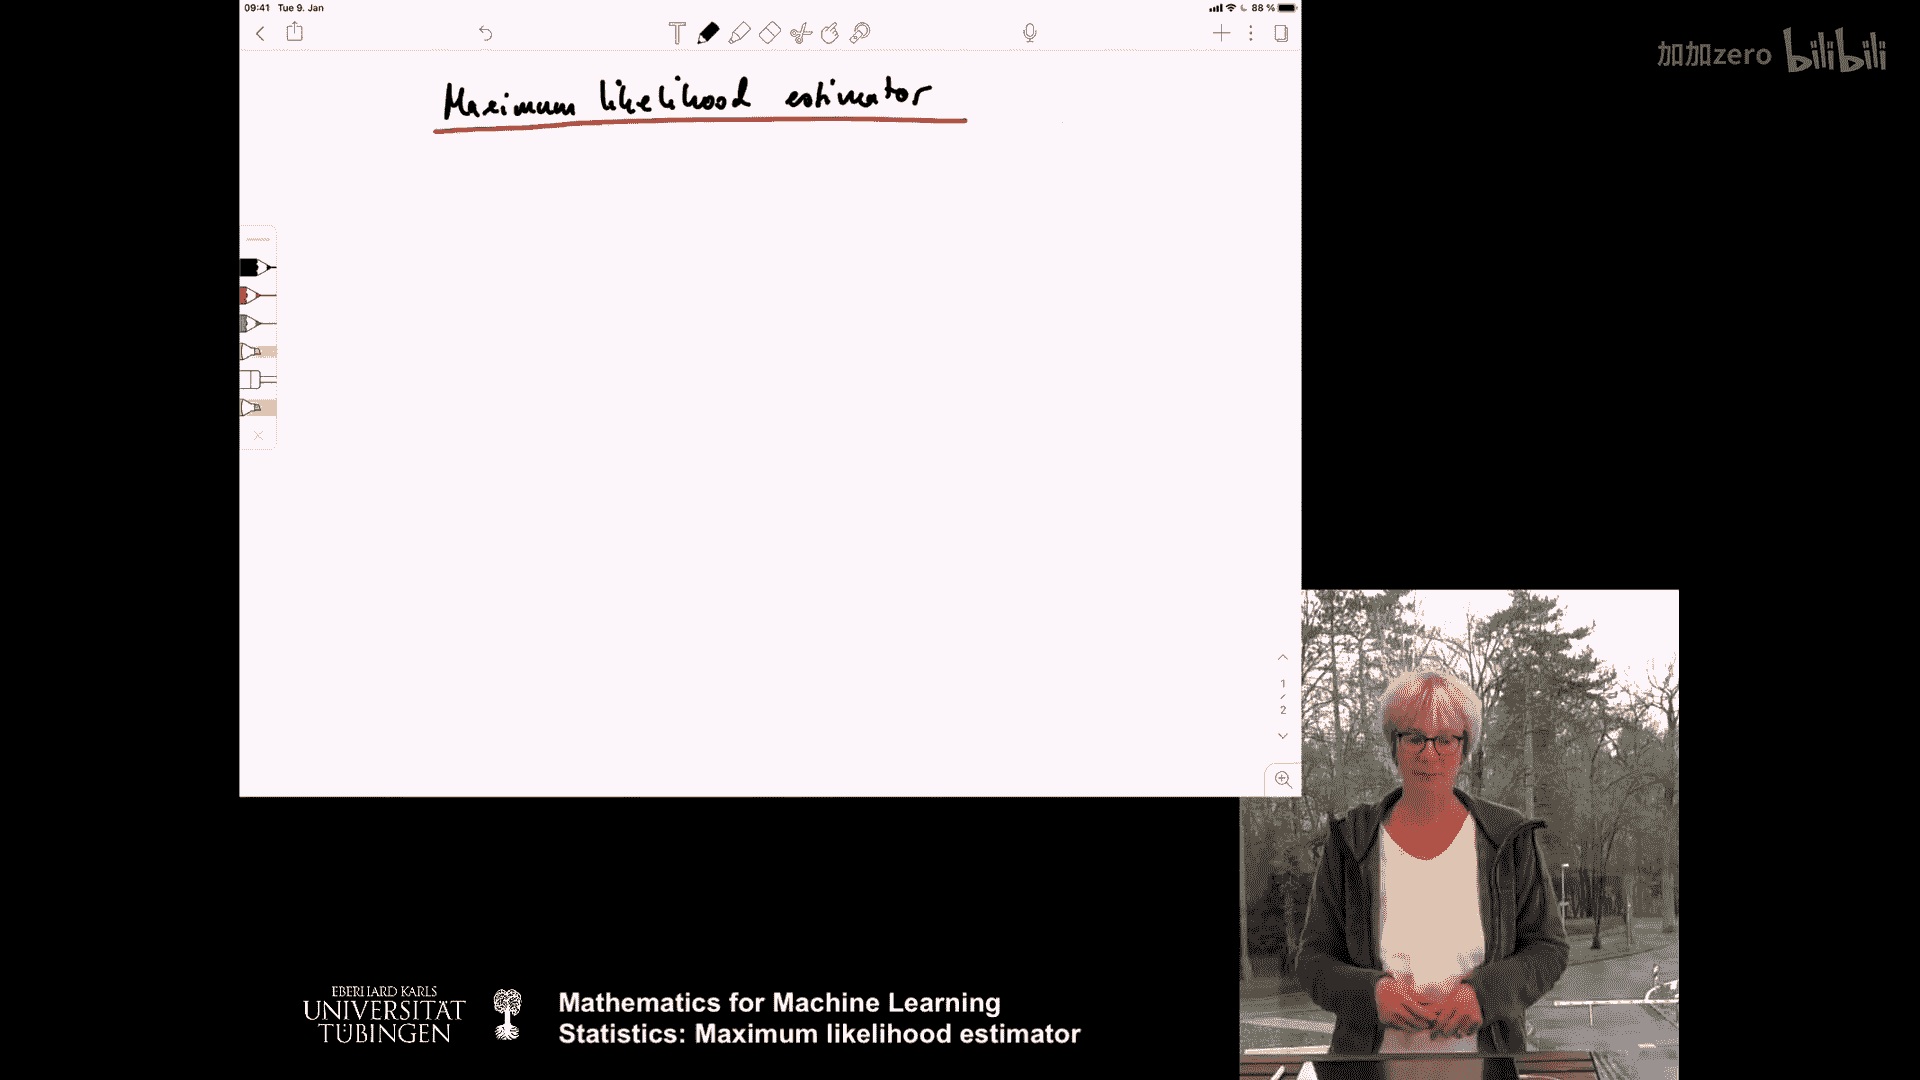 09:41 Tue 9. Jan
88 %
加加zero bilibili
Maximum likelihood estimator
1
2
EBERHARD KARLS
UNIVERSITÄT
TÜBINGEN
Mathematics for Machine Learning
Statistics: Maximum likelihood estimator